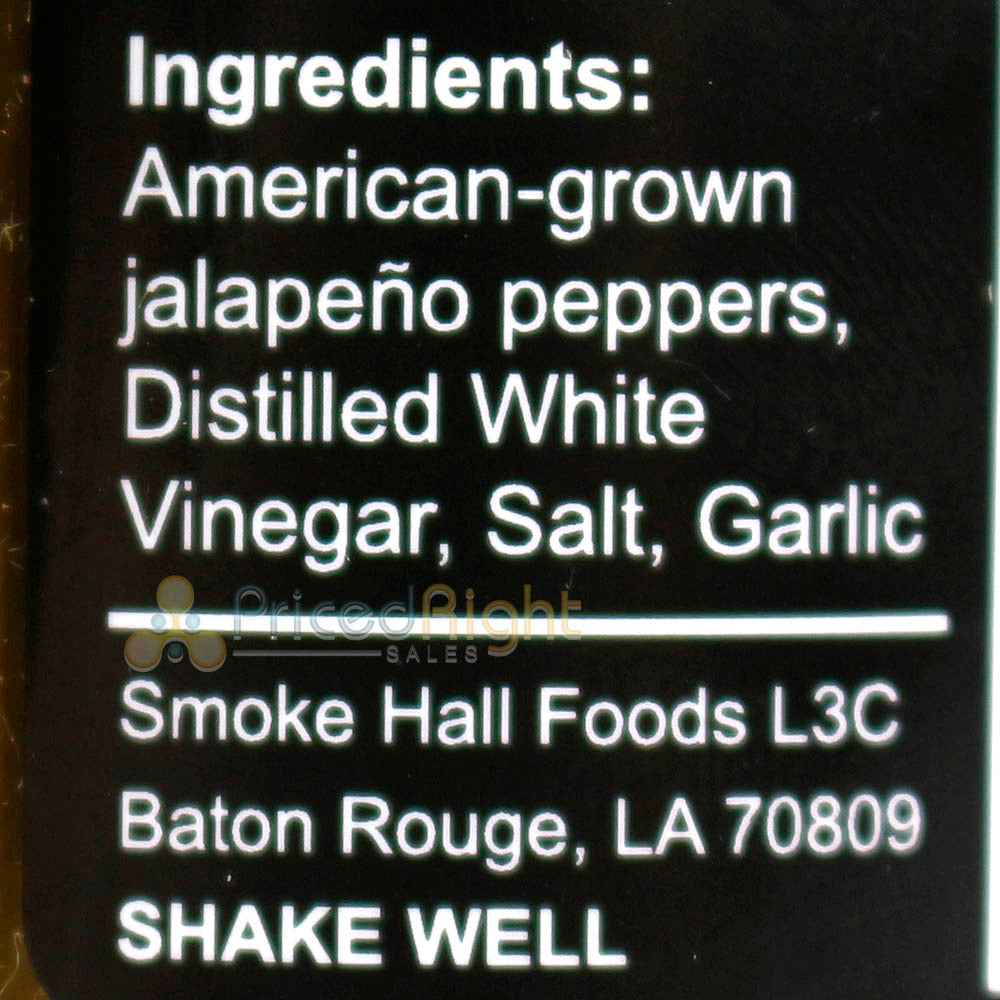 Ingredients:
American-grown
jalapeño peppers,
Distilled White
Vinegar, Salt, Garlic
PricedRight
SALES
Smoke Hall Foods L3C
Baton Rouge, LA 70809
SHAKE WELL